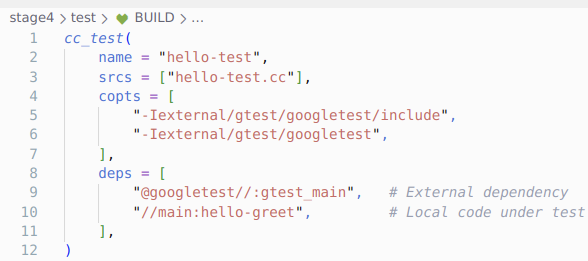 stage4 > test > BUILD > ...
1 cc_test(
2     name = "hello-test",
3     srcs = ["hello-test.cc"],
4     copts = [
5         "-Iexternal/gtest/googletest/include",
6         "-Iexternal/gtest/googletest",
7     ],
8     deps = [
9         "@googletest//:gtest_main",   # External dependency
10         "//main:hello-greet",         # Local code under test
11     ],
12 )